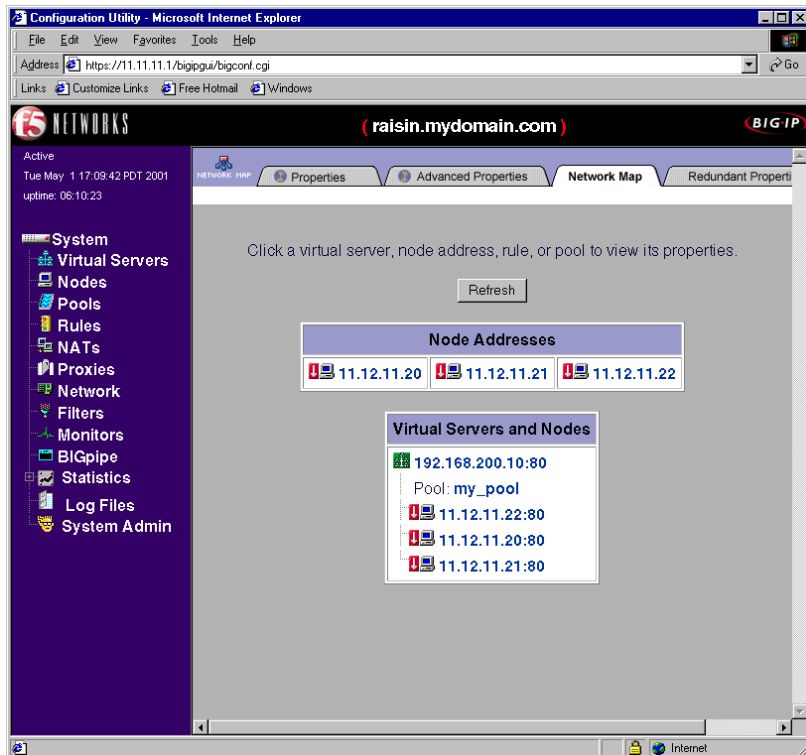 Configuration Utility - Microsoft Internet Explorer
File Edit View Favorites Tools Help
Address https://11.11.11.1/bigipgui/bigconf.cgi Go
Links Customize Links Free Hotmail Windows
f5 NETWORKS ( raisin.mydomain.com ) BIG·IP
Active
Tue May 1 17:09:42 PDT 2001
uptime: 06:10:23
NETWORK MAP Properties Advanced Properties Network Map Redundant Properti
System
Virtual Servers
Nodes
Pools
Rules
NATs
Proxies
Network
Filters
Monitors
BIGpipe
Statistics
Log Files
System Admin
Click a virtual server, node address, rule, or pool to view its properties.
Refresh
Node Addresses
11.12.11.20 11.12.11.21 11.12.11.22
Virtual Servers and Nodes
192.168.200.10:80
Pool: my_pool
11.12.11.22:80
11.12.11.20:80
11.12.11.21:80
Internet